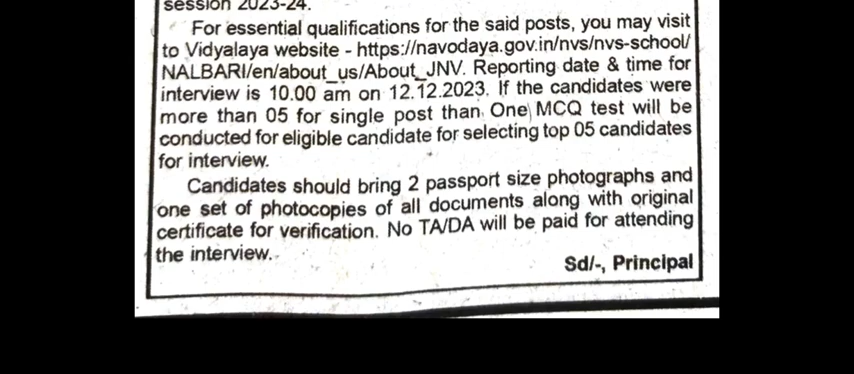 session 2023-24.
For essential qualifications for the said posts, you may visit
to Vidyalaya website - https://navodaya.gov.in/nvs/nvs-school/
NALBARI/en/about_us/About_JNV. Reporting date & time for
interview is 10.00 am on 12.12.2023. If the candidates were
more than 05 for single post than One MCQ test will be
conducted for eligible candidate for selecting top 05 candidates
for interview.
Candidates should bring 2 passport size photographs and
one set of photocopies of all documents along with original
certificate for verification. No TA/DA will be paid for attending
the interview.
Sd/-, Principal